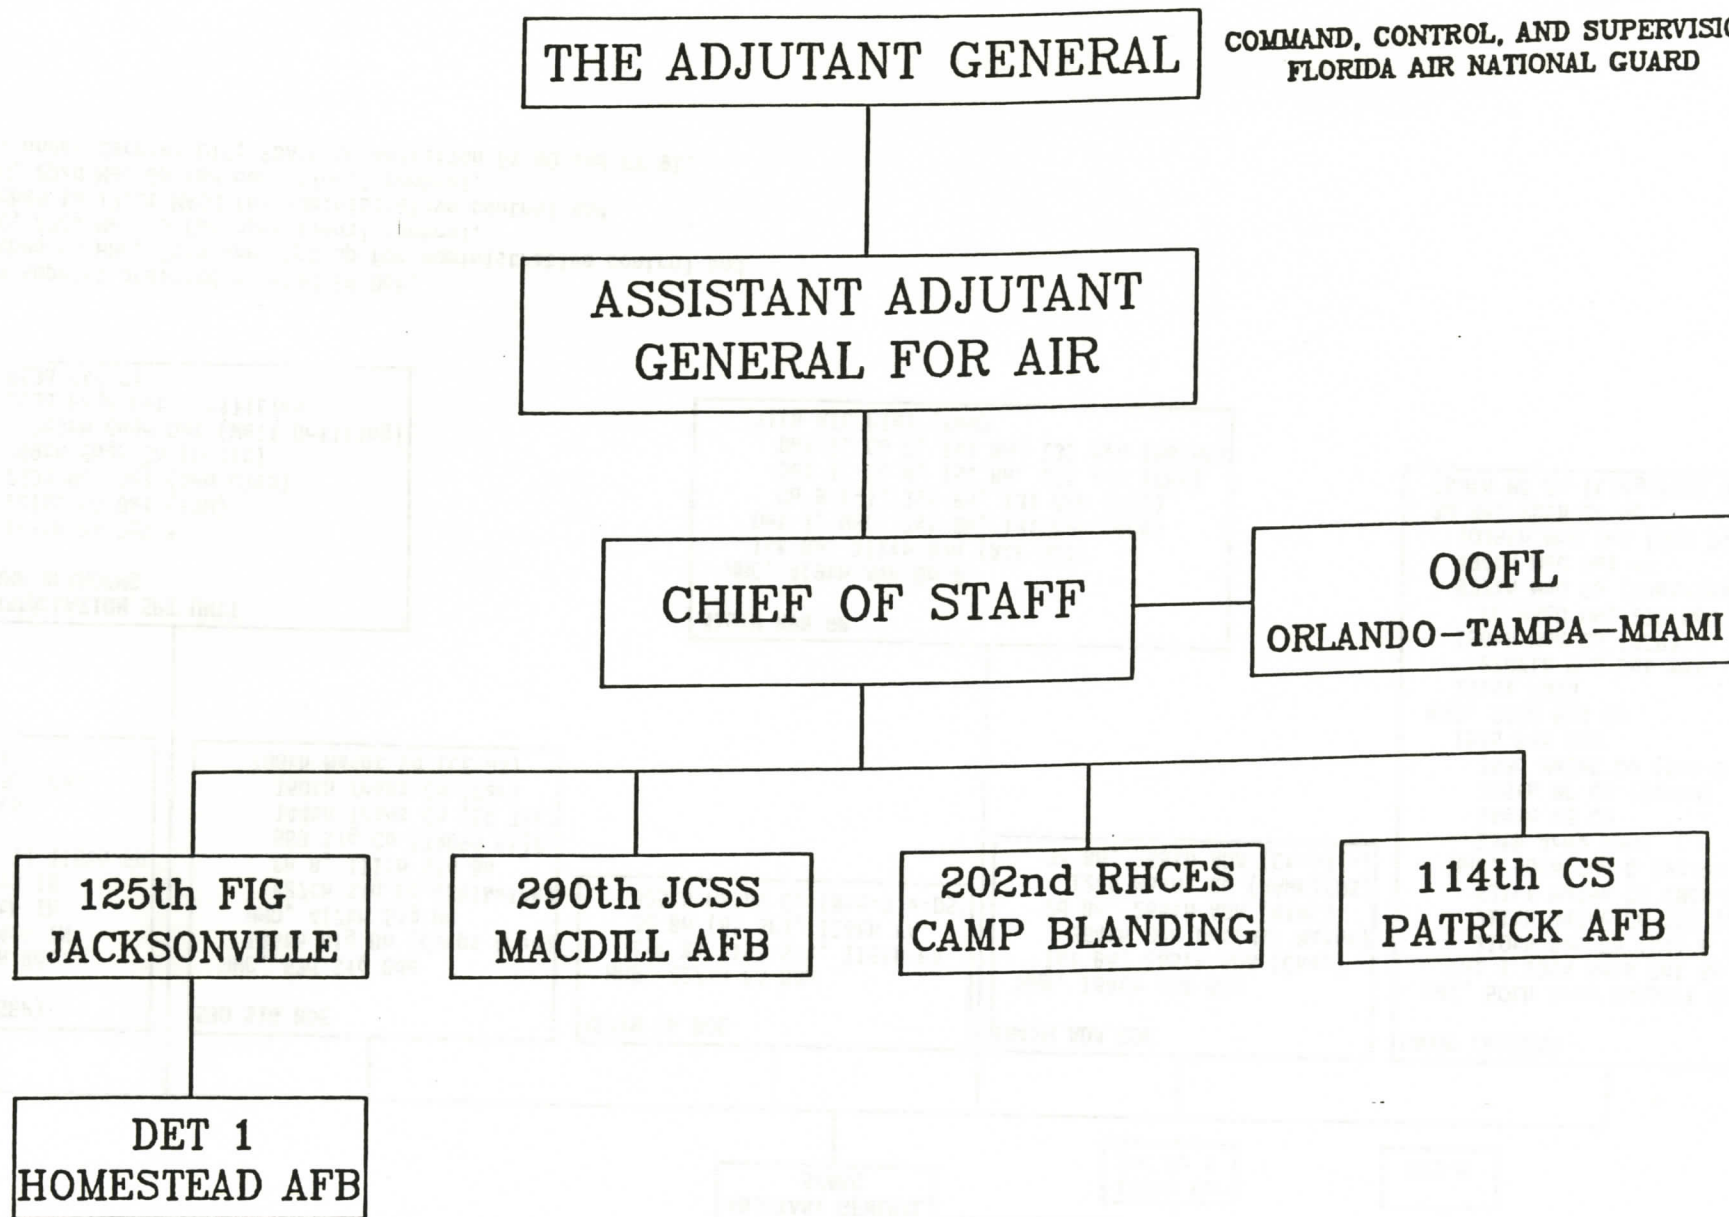 THE ADJUTANT GENERAL
COMMAND, CONTROL, AND
FLORIDA AIR NATIONAL GUARD
ASSISTANT ADJUTANT
GENERAL FOR AIR
CHIEF OF STAFF
OOFL
ORLANDO–TAMPA–MIAMI
125th FIG
JACKSONVILLE
290th JCSS
MACDILL AFB
202nd RHCES
CAMP BLANDING
114th CS
PATRICK AFB
DET 1
HOMESTEAD AFB